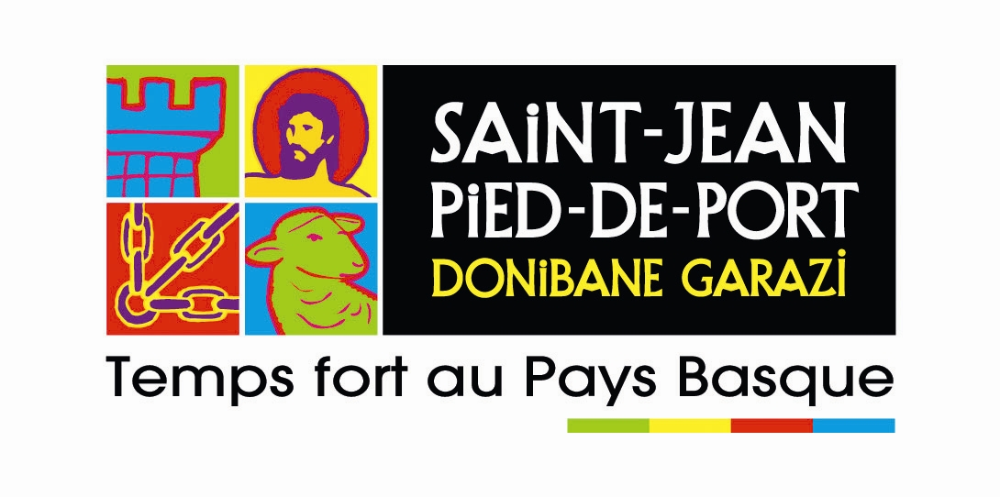 SAiNT-JEAN
PiED-DE-PORT
DONiBANE GARAZi
Temps fort au Pays Basque